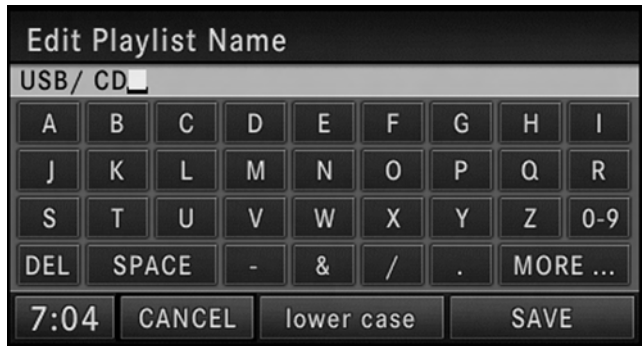 Edit Playlist Name
USB/ CD
A B C D E F G H I
J K L M N O P Q R
S T U V W X Y Z 0-9
DEL SPACE - & / . MORE ...
7:04 CANCEL lower case SAVE